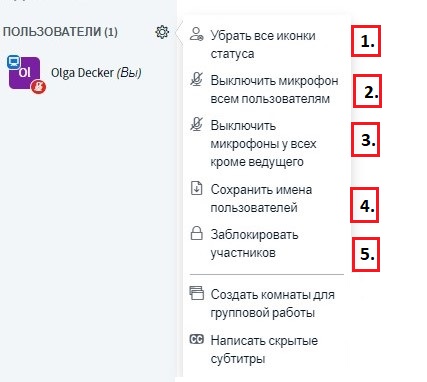 ПОЛЬЗОВАТЕЛИ (1)
Ol
Olga Decker (Вы)
Убрать все иконки
статуса
1.
Выключить микрофон
всем пользователям
2.
Выключить
микрофоны у всех
кроме ведущего
3.
Сохранить имена
пользователей
4.
Заблокировать
участников
5.
Создать комнаты для
групповой работы
CC
Написать скрытые
субтитры